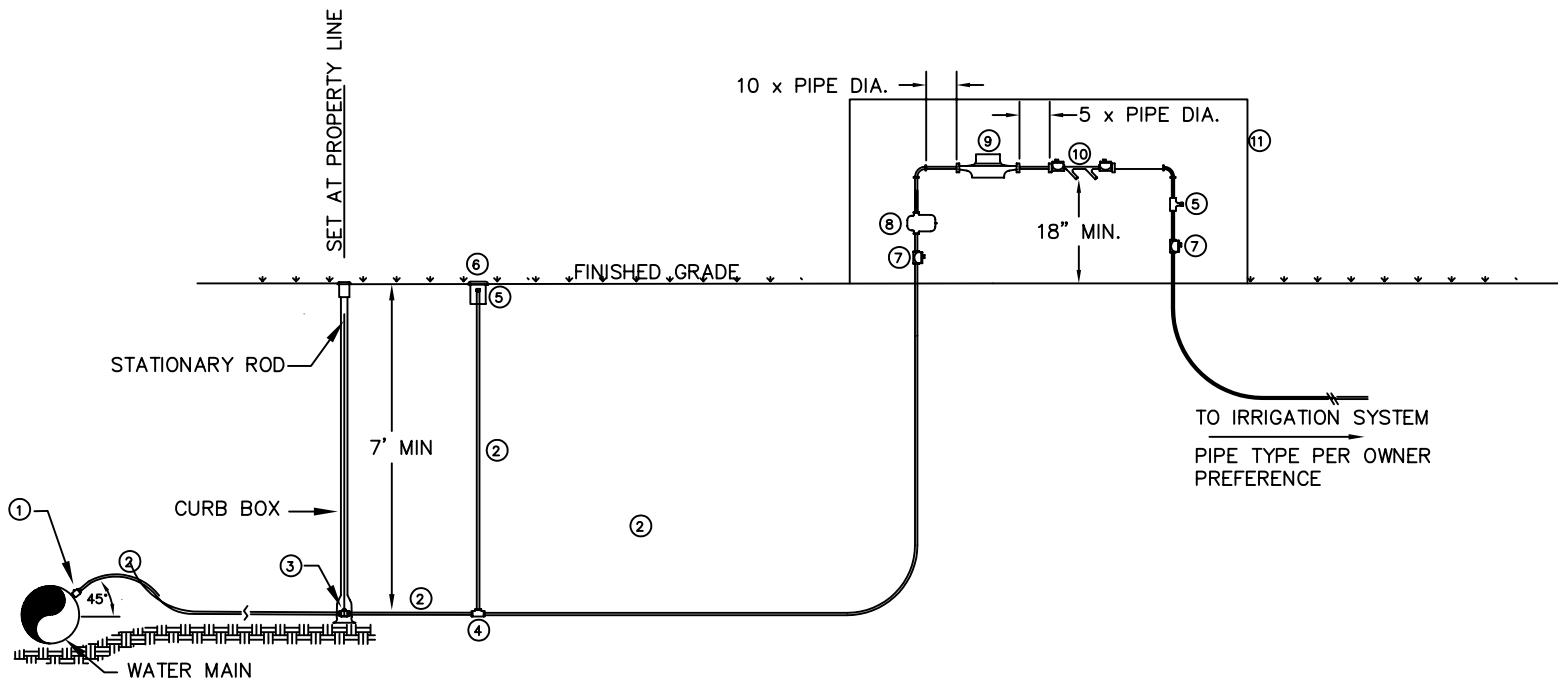 SET AT PROPERTY LINE
10 x PIPE DIA.
5 x PIPE DIA.
9
10
11
5
8
18" MIN.
7
7
6
FINISHED GRADE
5
STATIONARY ROD
7' MIN
2
TO IRRIGATION SYSTEM
PIPE TYPE PER OWNER
PREFERENCE
1
CURB BOX
2
2
3
45°
2
4
WATER MAIN